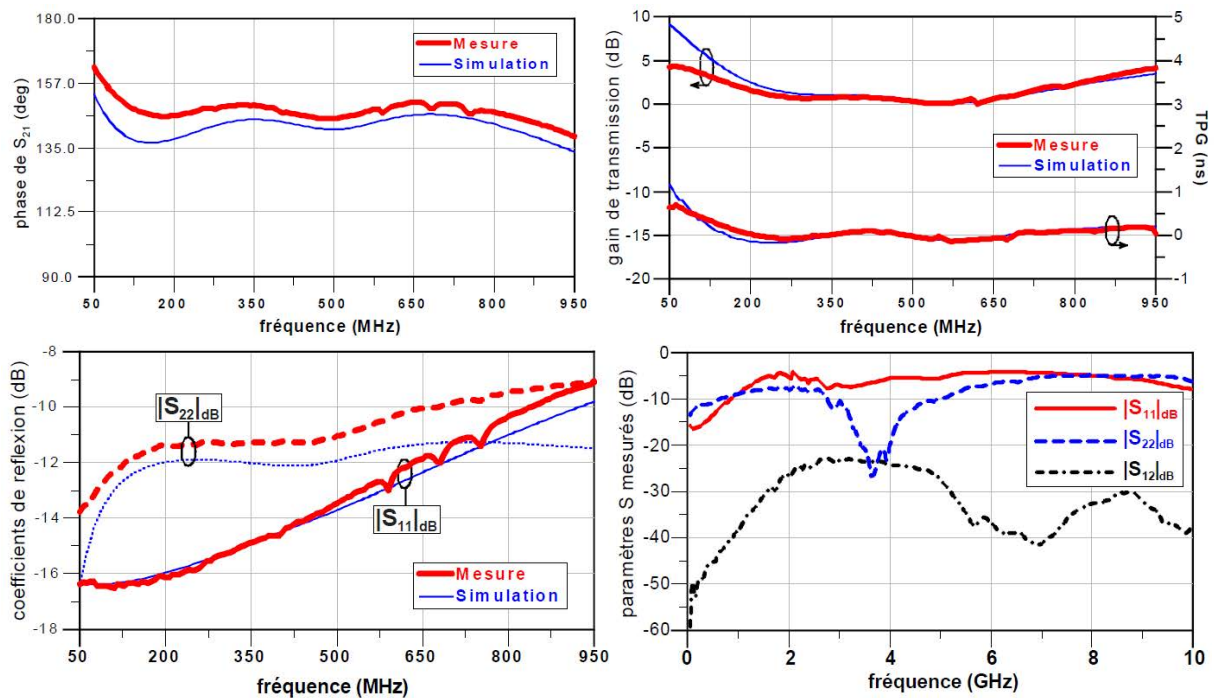 180.0
157.0
135.0
112.5
90.0
phase de S21 (deg)
Mesure
Simulation
50 200 350 500 650 800 950
fréquence (MHz)
10
5
0
-5
-10
-15
-20
gain de transmission (dB)
Mesure
Simulation
5
4
3
2
1
0
-1
TPG (ns)
50 200 350 500 650 800 950
fréquence (MHz)
-8
-10
-12
-14
-16
-18
coefficients de reflexion (dB)
|S22|dB
|S11|dB
Mesure
Simulation
50 200 350 500 650 800 950
fréquence (MHz)
0
-10
-20
-30
-40
-50
-60
paramètres S mesurés (dB)
|S11|dB
|S22|dB
|S12|dB
0 2 4 6 8 10
fréquence (GHz)